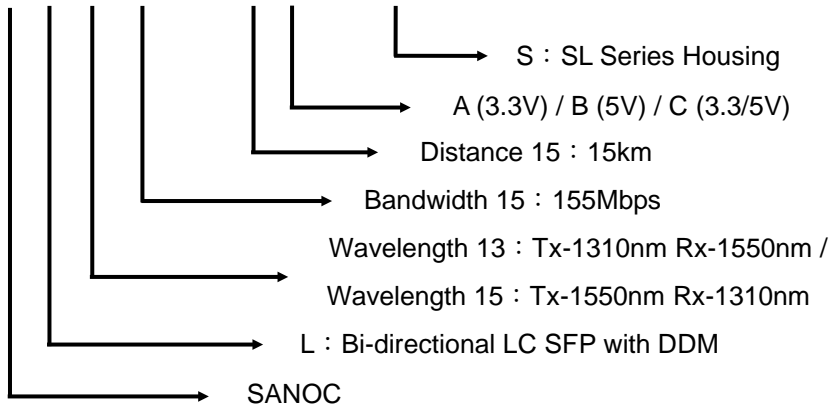 S：SL Series Housing
A (3.3V) / B (5V) / C (3.3/5V)
Distance 15：15km
Bandwidth 15：155Mbps
Wavelength 13：Tx-1310nm Rx-1550nm /
Wavelength 15：Tx-1550nm Rx-1310nm
L：Bi-directional LC SFP with DDM
SANOC